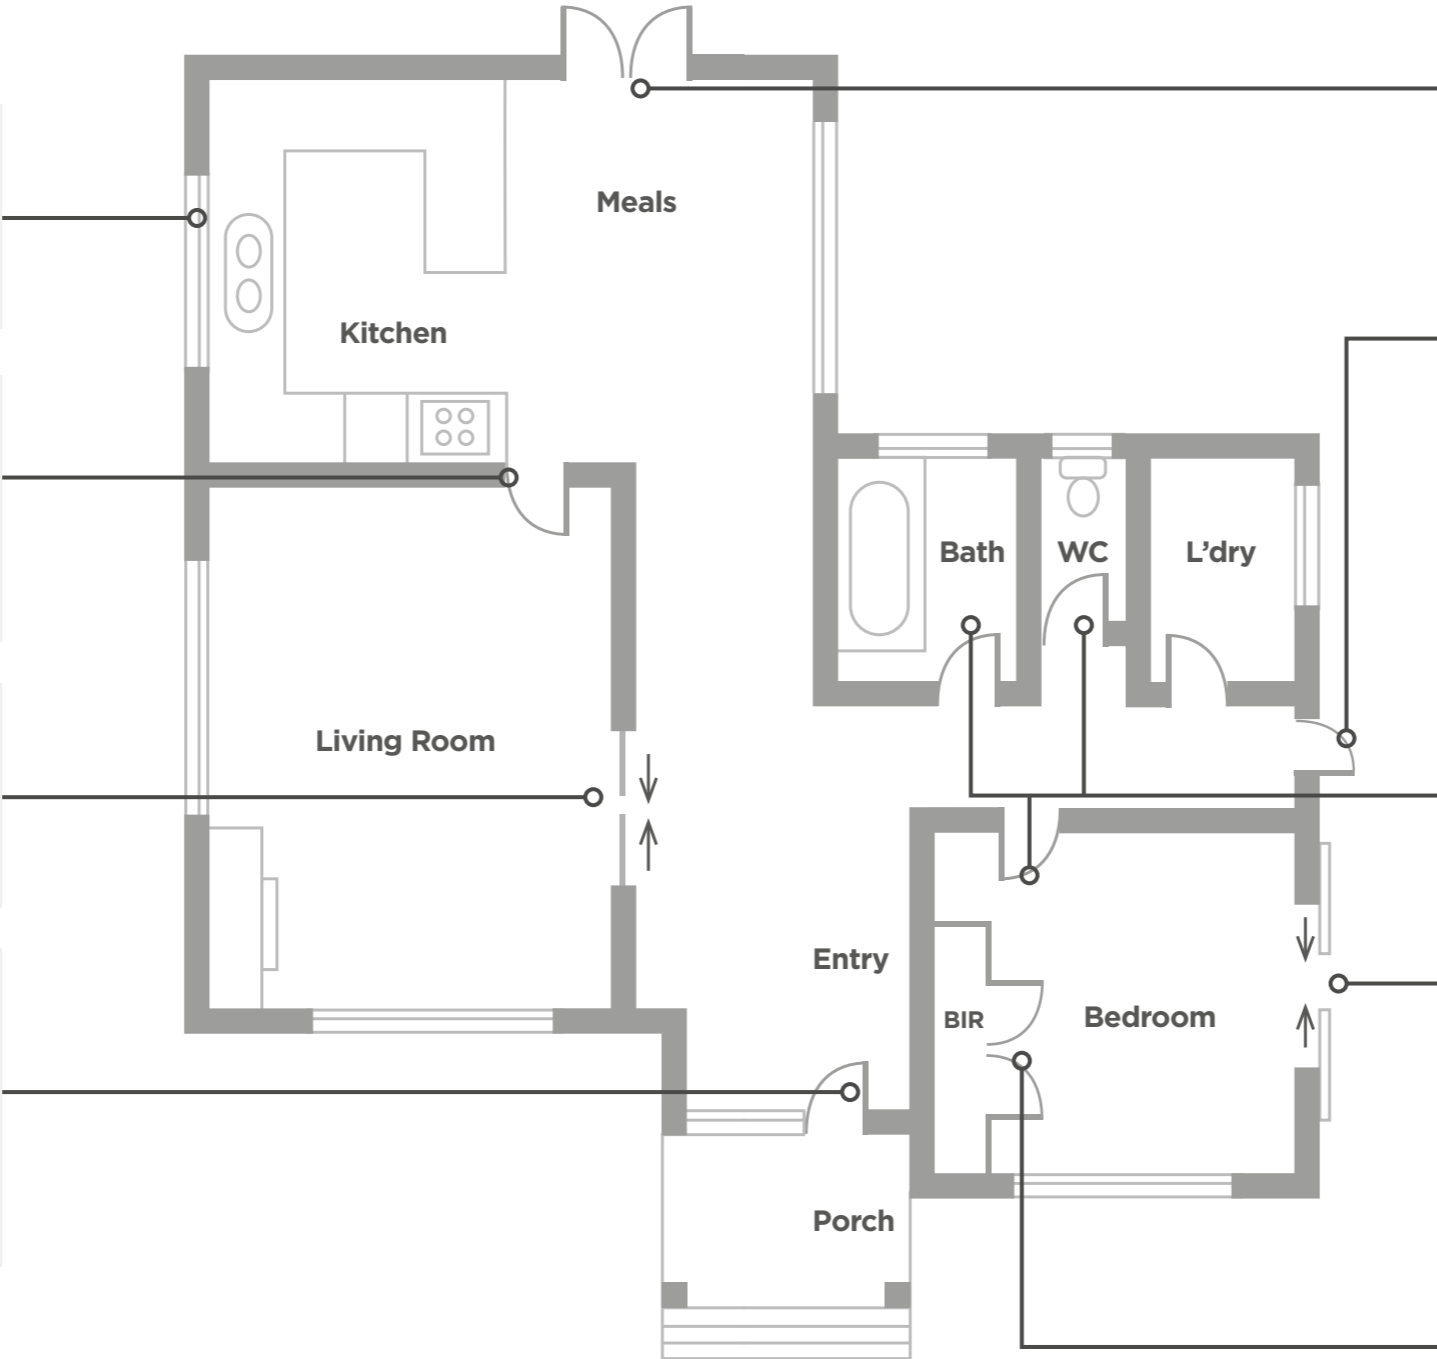 Meals
Kitchen
Bath
WC
L’dry
Living Room
Entry
BIR
Bedroom
Porch